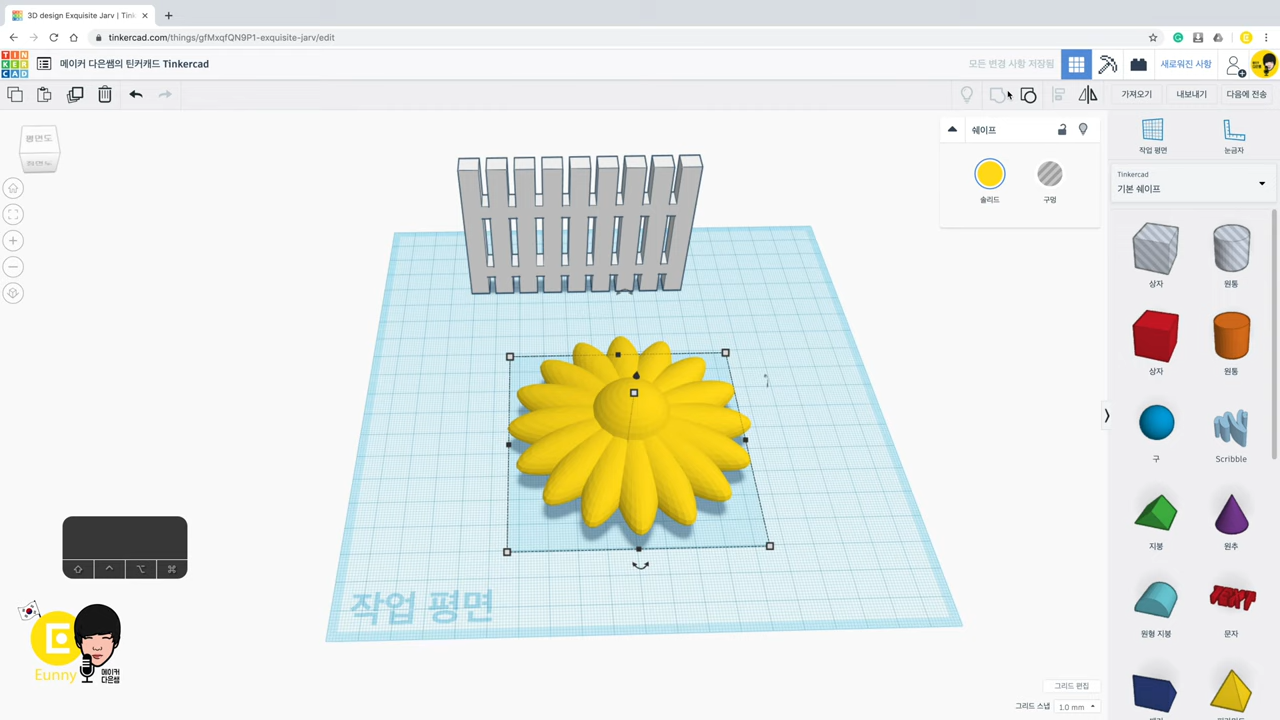 3D design Exquisite Jarv | Tink
tinkercad.com/things/gfMxqfQN9P1-exquisite-jarv/edit
TIN
KER
CAD
메이커 다은쌤의 틴커캐드 Tinkercad
모든 변경 사항 저장됨
새로워진 사항
가져오기
내보내기
다음에 전송
평면도
쉐이프
솔리드
구멍
작업 평면
눈금자
Tinkercad
기본 쉐이프
상자
원통
상자
원통
구
Scribble
지붕
원추
원형 지붕
문자
TEXT
작업 평면
Eunny
메이커
다은쌤
그리드 편집
그리드 스냅
1.0 mm